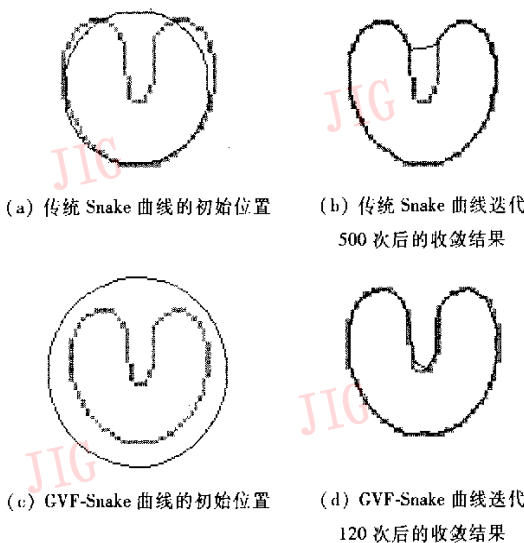 JIG
JIG
(a) 传统 Snake 曲线的初始位置
(b) 传统 Snake 曲线迭代
500 次后的收敛结果
JIG
JIG
(c) GVF-Snake 曲线的初始位置
(d) GVF-Snake 曲线迭代
120 次后的收敛结果